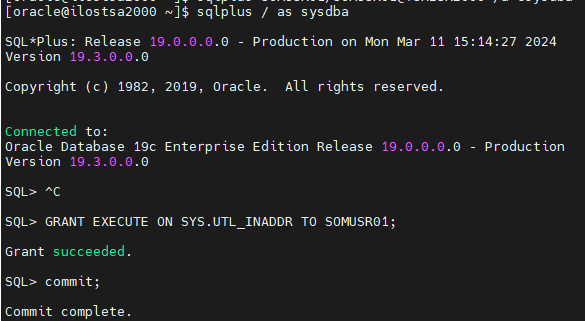 [oracle@ilostsa2000 ~]$ sqlplus / as sysdba
SQL*Plus: Release 19.0.0.0.0 - Production on Mon Mar 11 15:14:27 2024
Version 19.3.0.0.0
Copyright (c) 1982, 2019, Oracle.  All rights reserved.
Connected to:
Oracle Database 19c Enterprise Edition Release 19.0.0.0.0 - Production
Version 19.3.0.0.0
SQL> ^C
SQL> GRANT EXECUTE ON SYS.UTL_INADDR TO SOMUSR01;
Grant succeeded.
SQL> commit;
Commit complete.